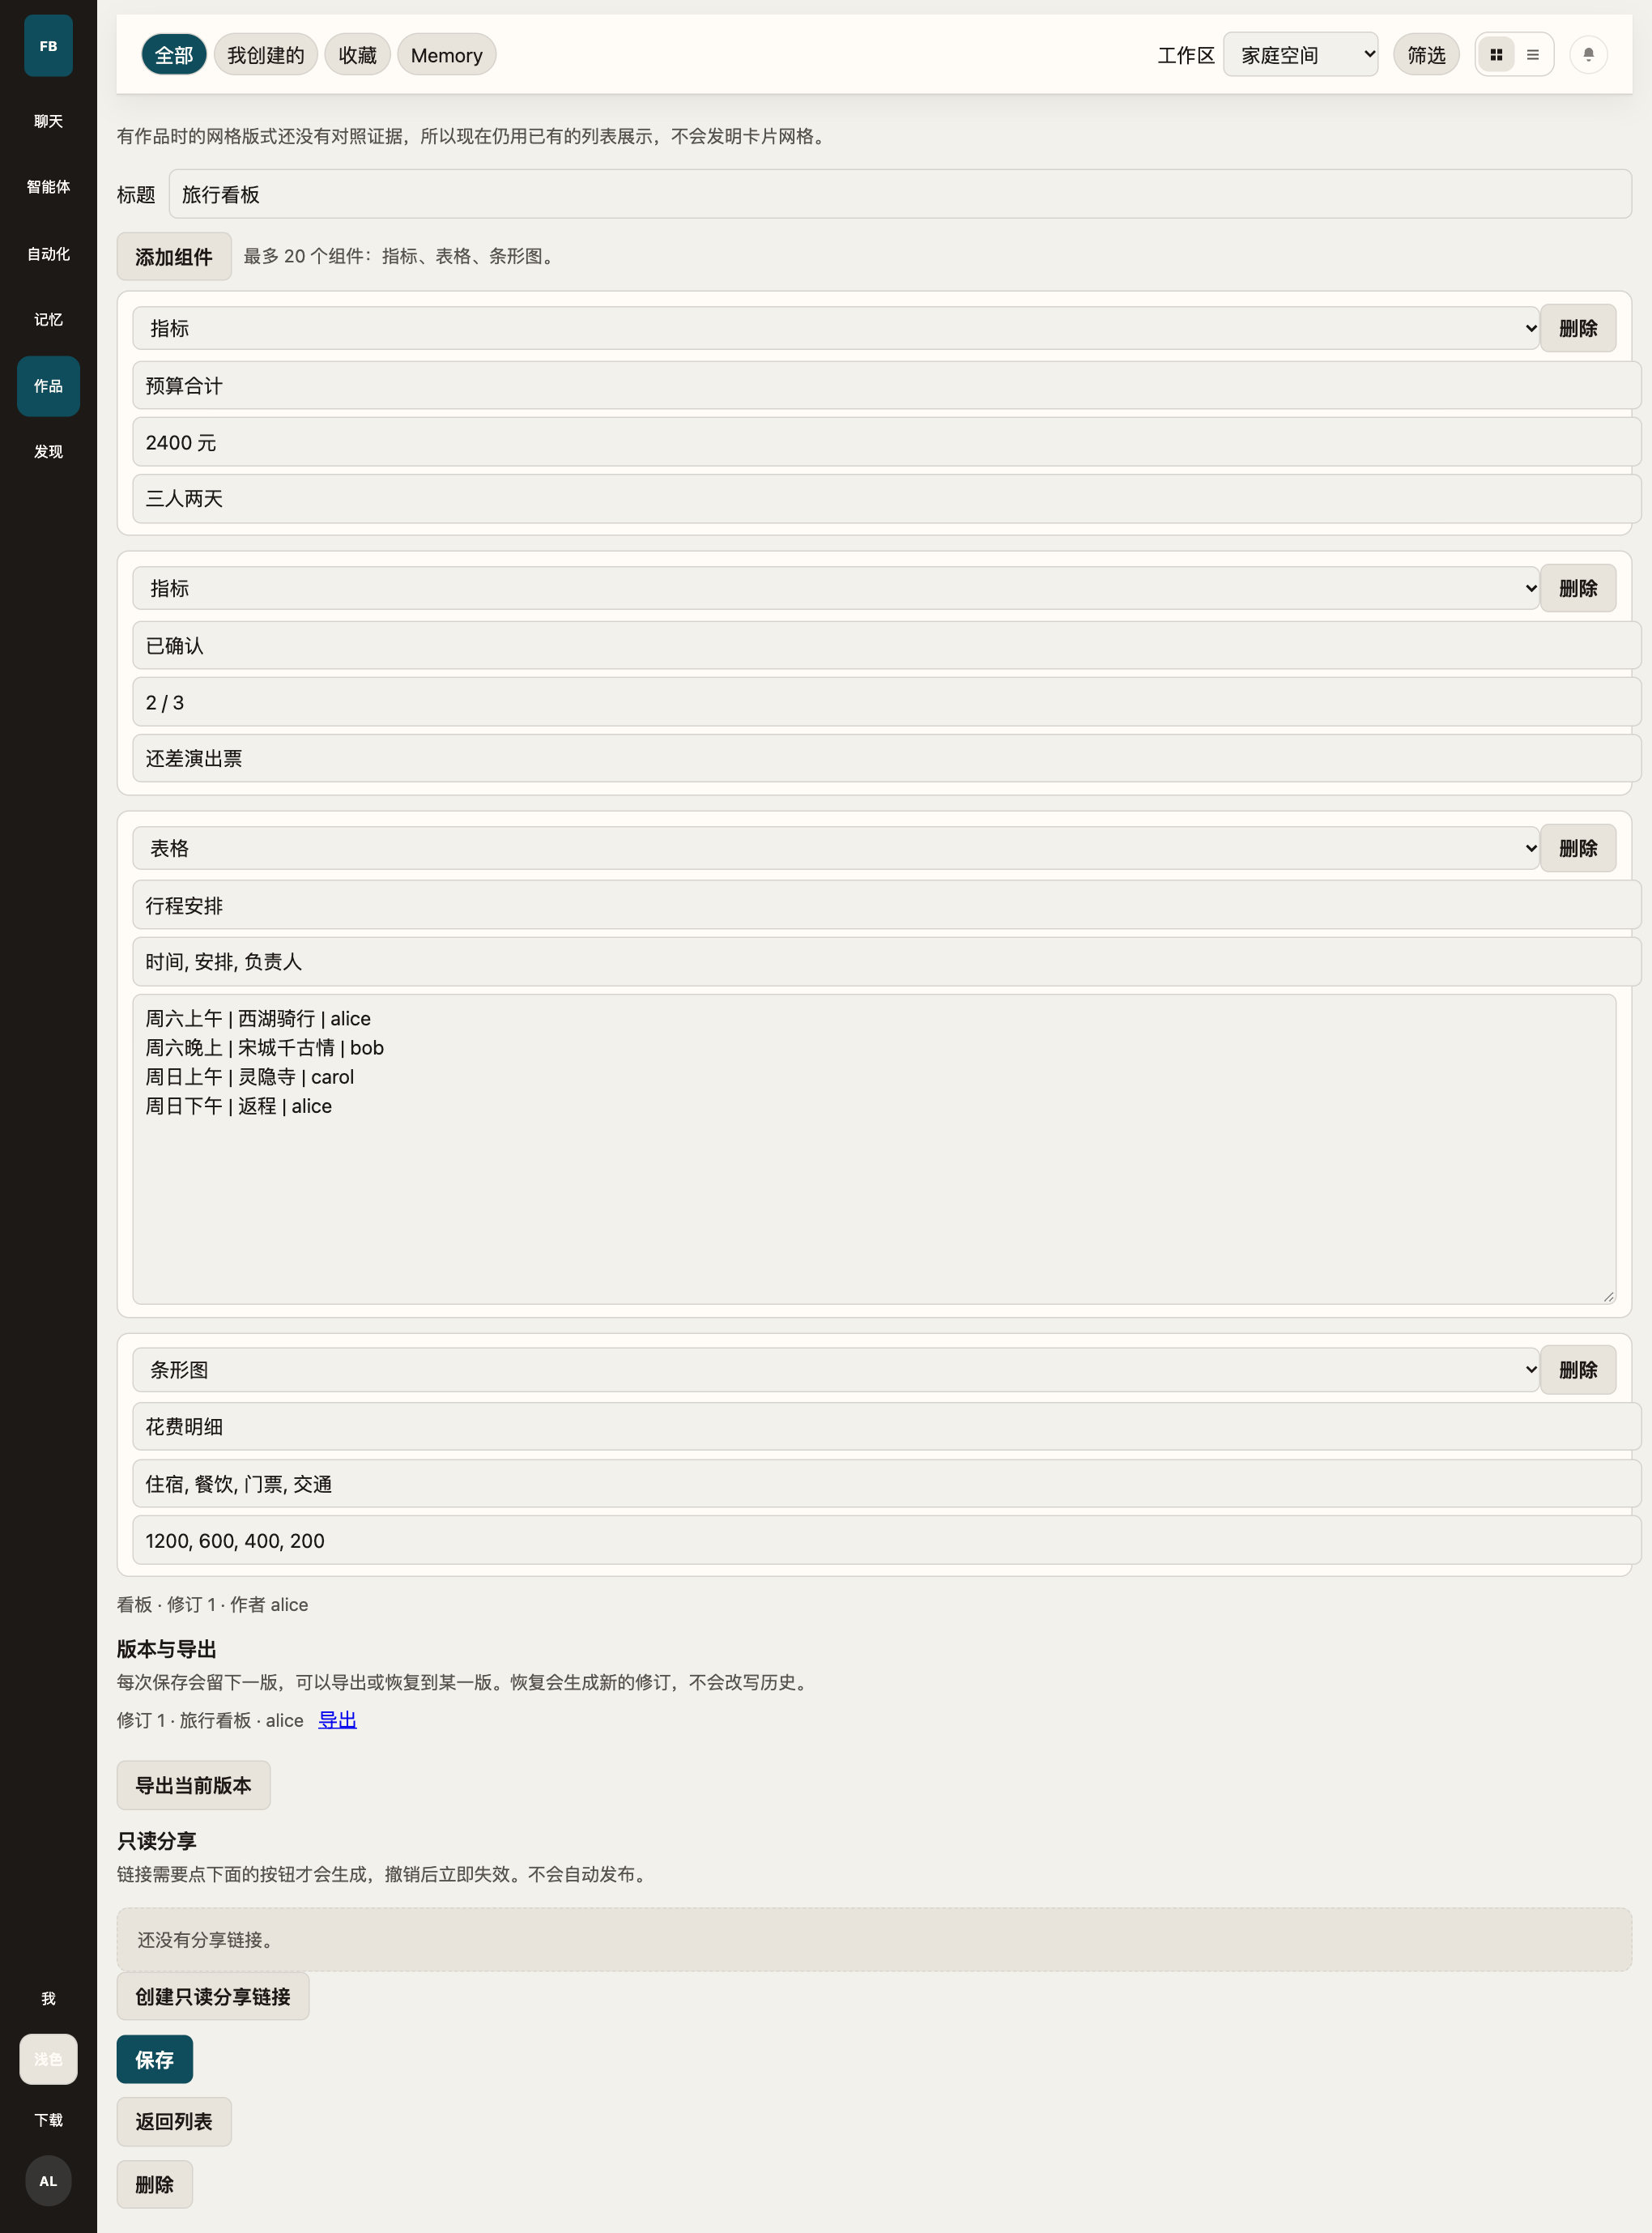 FB
聊天
智能体
自动化
记忆
作品
发现
我
浅色
下载
AL
全部
我创建的
收藏
Memory
工作区
家庭空间
筛选
有作品时的网格版式还没有对照证据，所以现在仍用已有的列表展示，不会发明卡片网格。
标题
旅行看板
添加组件
最多 20 个组件：指标、表格、条形图。
指标
删除
预算合计
2400 元
三人两天
指标
删除
已确认
2 / 3
还差演出票
表格
删除
行程安排
时间, 安排, 负责人
周六上午 | 西湖骑行 | alice
周六晚上 | 宋城千古情 | bob
周日上午 | 灵隐寺 | carol
周日下午 | 返程 | alice
条形图
删除
花费明细
住宿, 餐饮, 门票, 交通
1200, 600, 400, 200
看板 · 修订 1 · 作者 alice
版本与导出
每次保存会留下一版，可以导出或恢复到某一版。恢复会生成新的修订，不会改写历史。
修订 1 · 旅行看板 · alice 导出
导出当前版本
只读分享
链接需要点下面的按钮才会生成，撤销后立即失效。不会自动发布。
还没有分享链接。
创建只读分享链接
保存
返回列表
删除